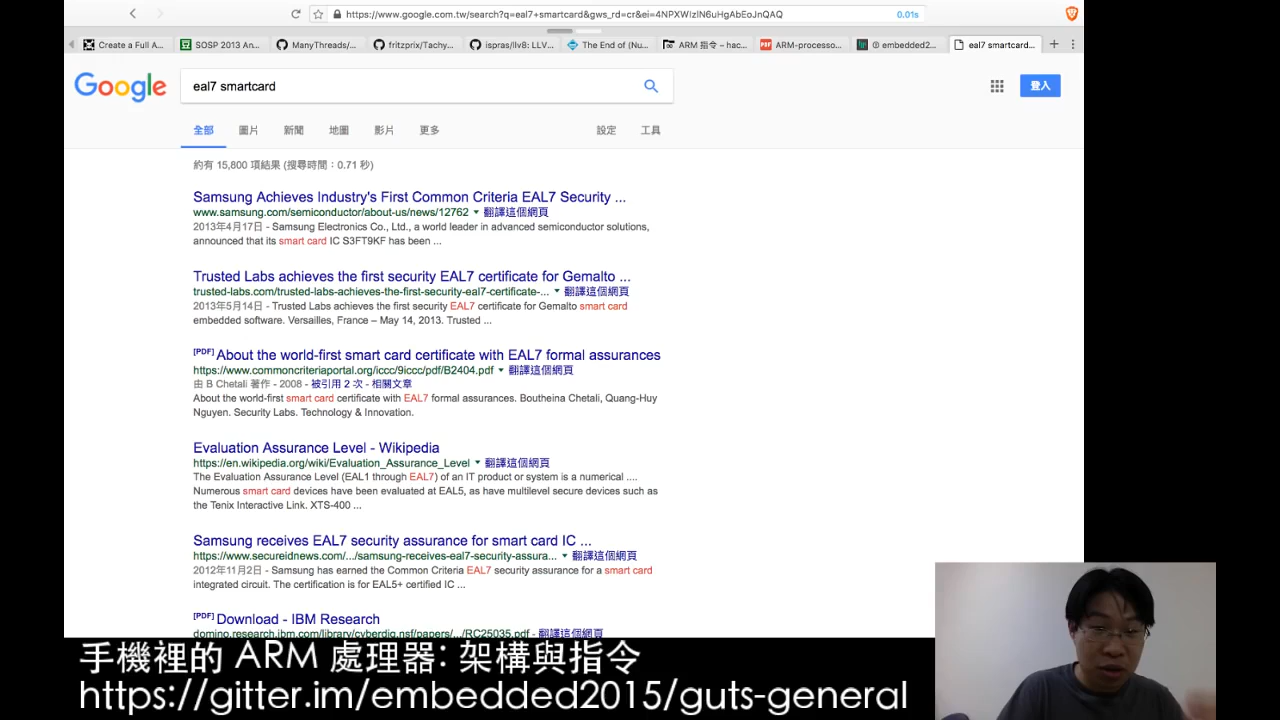 https://www.google.com.tw/search?q=eal7+smartcard&gws_rd=cr&ei=4NPXWIzlN6uHgAbEoJnQAQ
0.01s
Create a Full A...
SOSP 2013 An...
ManyThreads/...
fritzprix/Tachy...
ispras/llv8: LLV...
The End of (Nu...
ARM 指令 – hac...
ARM-processo...
embedded2...
eal7 smartcard...
Google
eal7 smartcard
登入
全部 圖片 新聞 地圖 影片 更多 設定 工具
約有 15,800 項結果 (搜尋時間：0.71 秒)
Samsung Achieves Industry's First Common Criteria EAL7 Security ...
www.samsung.com/semiconductor/about-us/news/12762 翻譯這個網頁
2013年4月17日 - Samsung Electronics Co., Ltd., a world leader in advanced semiconductor solutions,
announced that its smart card IC S3FT9KF has been ...
Trusted Labs achieves the first security EAL7 certificate for Gemalto ...
trusted-labs.com/trusted-labs-achieves-the-first-security-eal7-certificate-... 翻譯這個網頁
2013年5月14日 - Trusted Labs achieves the first security EAL7 certificate for Gemalto smart card
embedded software. Versailles, France – May 14, 2013. Trusted ...
[PDF] About the world-first smart card certificate with EAL7 formal assurances
https://www.commoncriteriaportal.org/iccc/9iccc/pdf/B2404.pdf 翻譯這個網頁
由 B Chetali 著作 - 2008 - 被引用 2 次 - 相關文章
About the world-first smart card certificate with EAL7 formal assurances. Boutheina Chetali, Quang-Huy
Nguyen. Security Labs. Technology & Innovation.
Evaluation Assurance Level - Wikipedia
https://en.wikipedia.org/wiki/Evaluation_Assurance_Level 翻譯這個網頁
The Evaluation Assurance Level (EAL1 through EAL7) of an IT product or system is a numerical ....
Numerous smart card devices have been evaluated at EAL5, as have multilevel secure devices such as
the Tenix Interactive Link. XTS-400 ...
Samsung receives EAL7 security assurance for smart card IC ...
https://www.secureidnews.com/.../samsung-receives-eal7-security-assura... 翻譯這個網頁
2012年11月2日 - Samsung has earned the Common Criteria EAL7 security assurance for a smart card
integrated circuit. The certification is for EAL5+ certified IC ...
[PDF] Download - IBM Research
domino.research.ibm.com/library/cyberdig.nsf/papers/.../RC25035.pdf - 翻譯這個網頁
手機裡的 ARM 處理器: 架構與指令
https://gitter.im/embedded2015/guts-general